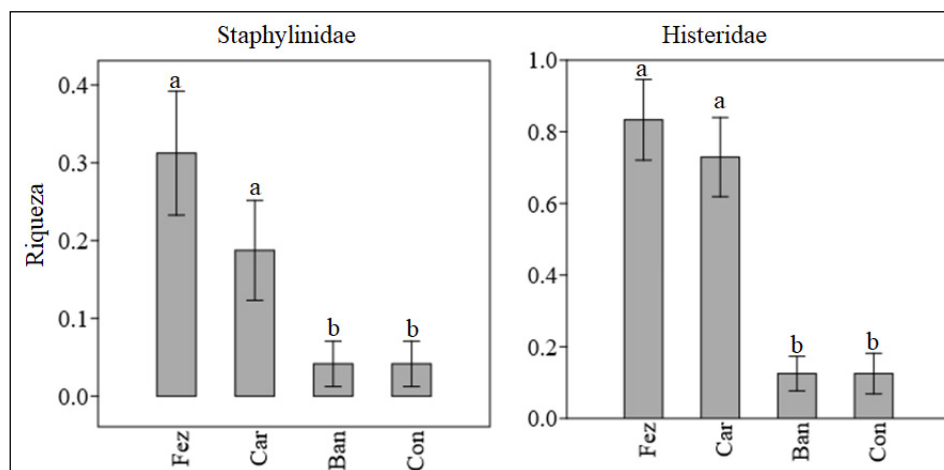 Staphylinidae
Histeridae
Riqueza
0.4
0.3
0.2
0.1
0.0
a
a
b
b
Fez
Car
Ban
Con
1.0
0.8
0.6
0.4
0.2
0.0
a
a
b
b
Fez
Car
Ban
Con